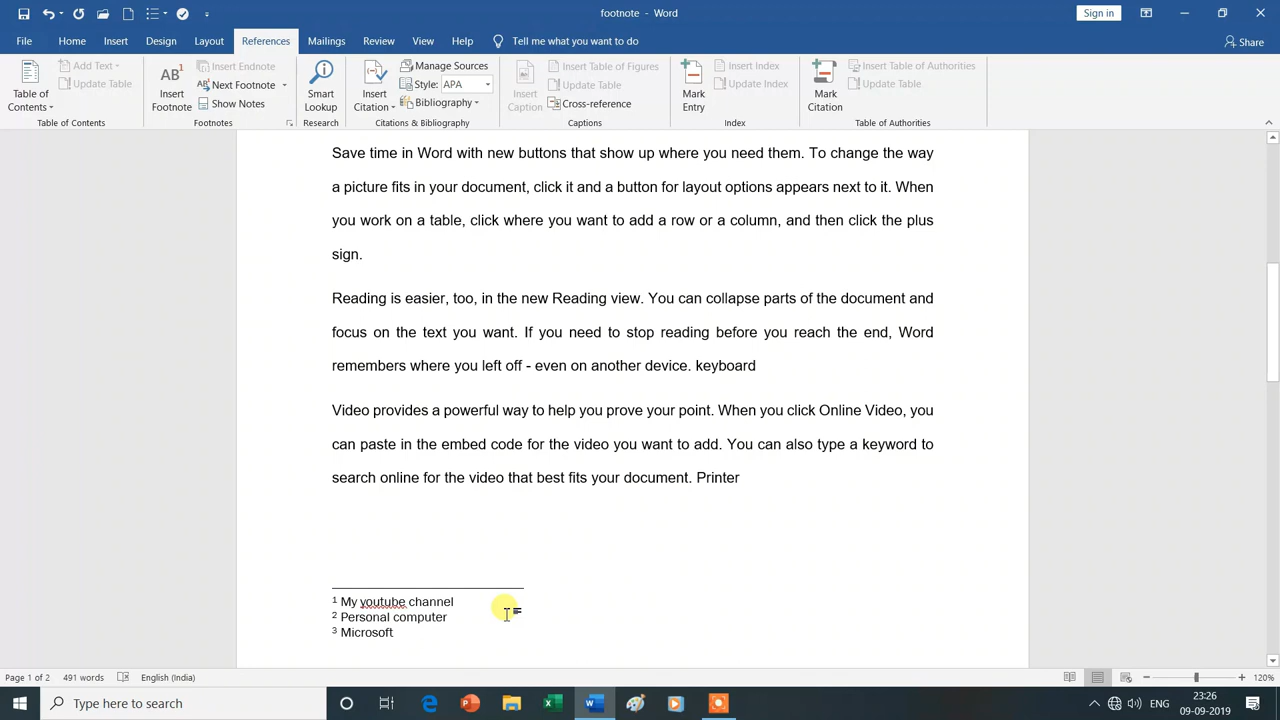 footnote - Word
Sign in
File Home Insert Design Layout References Mailings Review View Help Tell me what you want to do Share
Table of Contents
Add Text
Update Table
Table of Contents
AB1 Insert Footnote
Insert Endnote
Next Footnote
Show Notes
Footnotes
Smart Lookup
Research
Insert Citation
Manage Sources
Style: APA
Bibliography
Citations & Bibliography
Insert Caption
Insert Table of Figures
Update Table
Cross-reference
Captions
Mark Entry
Insert Index
Update Index
Index
Mark Citation
Insert Table of Authorities
Update Table
Table of Authorities
Save time in Word with new buttons that show up where you need them. To change the way
a picture fits in your document, click it and a button for layout options appears next to it. When
you work on a table, click where you want to add a row or a column, and then click the plus
sign.
Reading is easier, too, in the new Reading view. You can collapse parts of the document and
focus on the text you want. If you need to stop reading before you reach the end, Word
remembers where you left off - even on another device. keyboard
Video provides a powerful way to help you prove your point. When you click Online Video, you
can paste in the embed code for the video you want to add. You can also type a keyword to
search online for the video that best fits your document. Printer
1 My youtube channel
2 Personal computer
3 Microsoft
Page 1 of 2 491 words English (India) 120%
Type here to search
ENG
23:26
09-09-2019